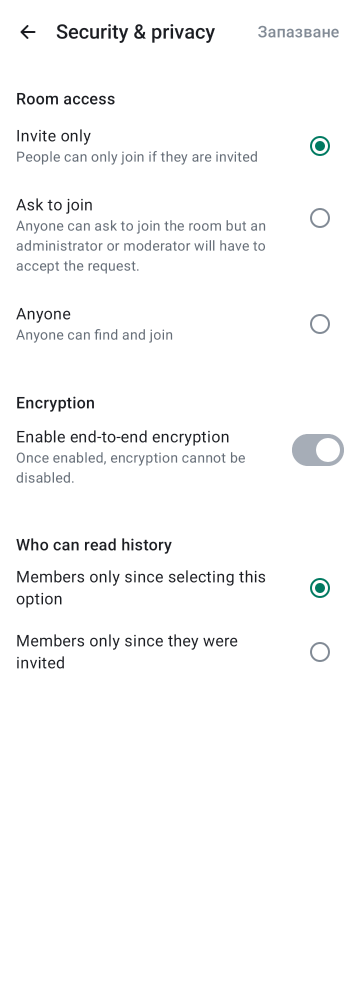 Security & privacy
Запазване
Room access
Invite only
People can only join if they are invited
Ask to join
Anyone can ask to join the room but an
administrator or moderator will have to
accept the request.
Anyone
Anyone can find and join
Encryption
Enable end-to-end encryption
Once enabled, encryption cannot be
disabled.
Who can read history
Members only since selecting this
option
Members only since they were
invited